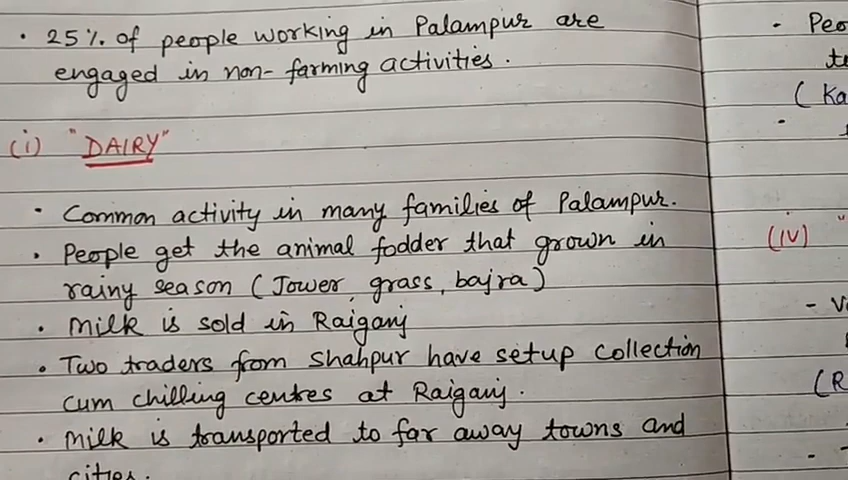 • 25% of people working in Palampur are
engaged in non-farming activities.
(i) "DAIRY"
• Common activity in many families of Palampur.
• People get the animal fodder that grown in
rainy season (Jower, grass, bajra)
• Milk is sold in Raiganj
• Two traders from Shahpur have setup collection
cum chilling centres at Raiganj.
• Milk is transported to far away towns and
cities.
- Peo
(Ka
(iv) "
(R